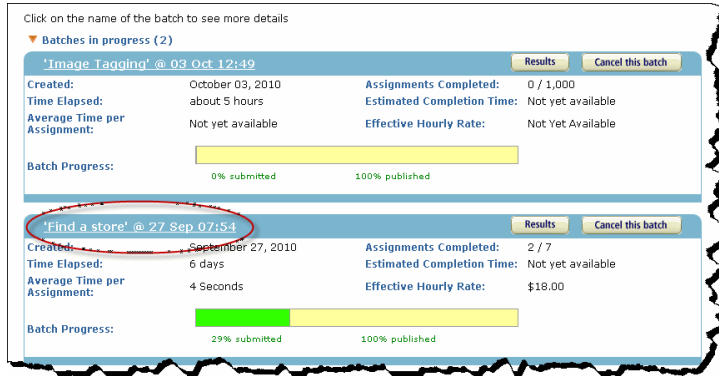 Click on the name of the batch to see more details
Batches in progress (2)
'Image Tagging' @ 03 Oct 12:49 Results Cancel this batch
Created: October 03, 2010 Assignments Completed: 0 / 1,000
Time Elapsed: about 5 hours Estimated Completion Time: Not yet available
Average Time per Assignment: Not yet available Effective Hourly Rate: Not Yet Available
Batch Progress:
0% submitted 100% published
'Find a store' @ 27 Sep 07:54 Results Cancel this batch
Created: September 27, 2010 Assignments Completed: 2 / 7
Time Elapsed: 6 days Estimated Completion Time: Not yet available
Average Time per Assignment: 4 Seconds Effective Hourly Rate: $18.00
Batch Progress:
29% submitted 100% published